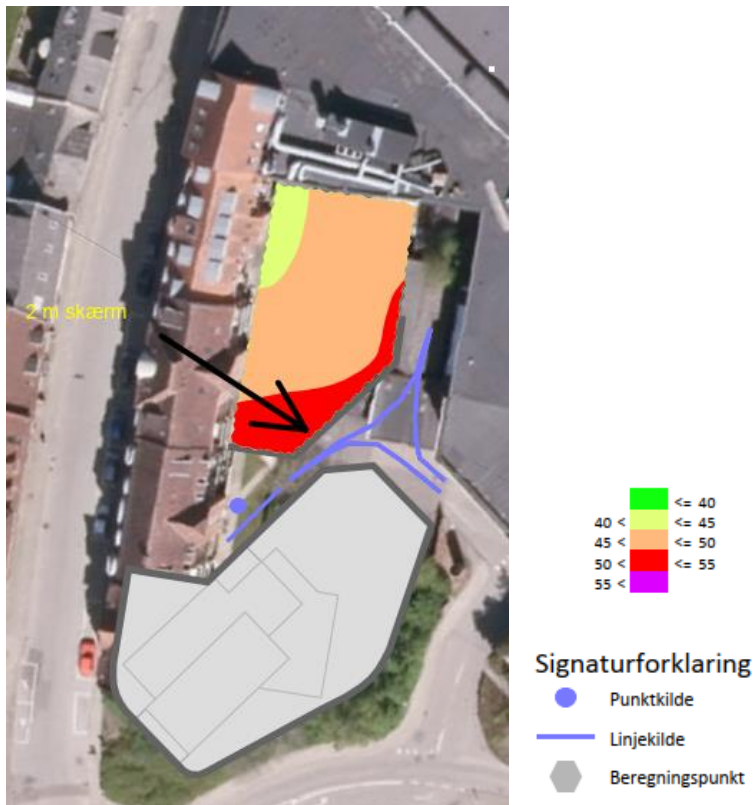 2 m skærm
<= 40
40 < <= 45
45 < <= 50
50 < <= 55
55 <
Signaturforklaring
Punktkilde
Linjekilde
Beregningspunkt